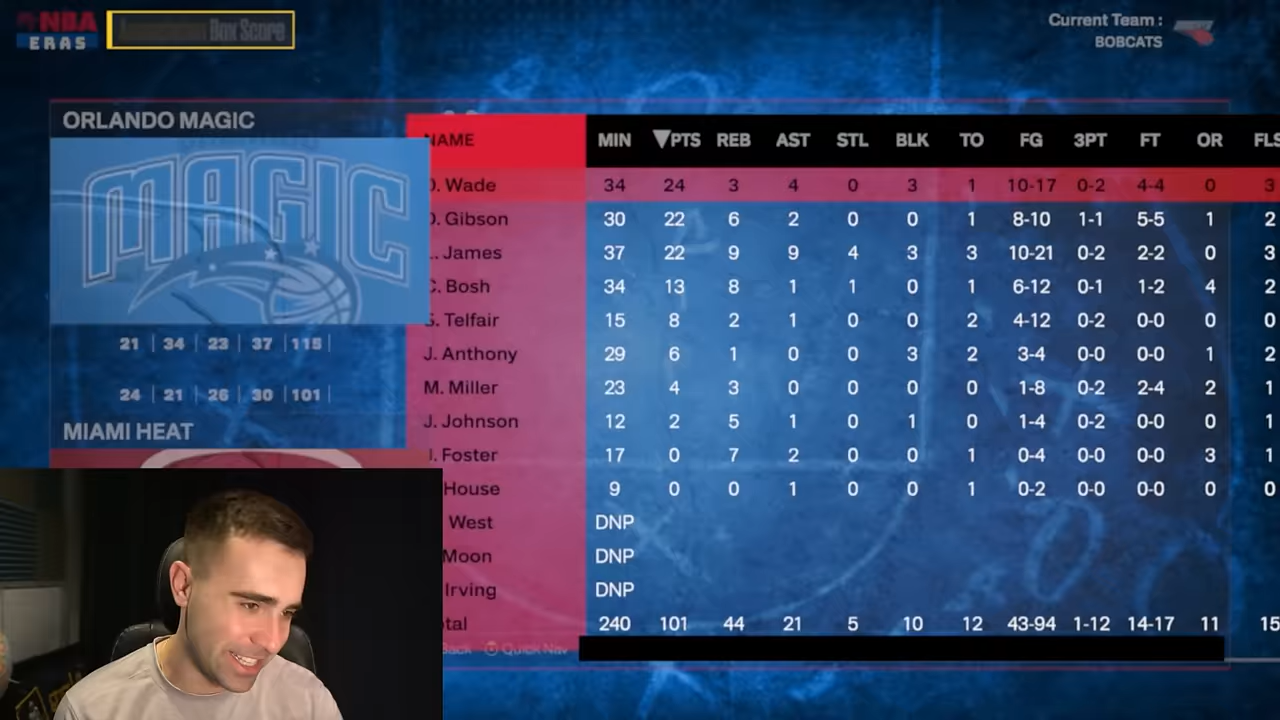 NBA
ERAS
Box Score
Current Team :
BOBCATS
ORLANDO MAGIC
MAGIC
21 34 23 37 115
24 21 26 30 101
MIAMI HEAT
NAME MIN ▼PTS REB AST STL BLK TO FG 3PT FT OR FLS
D. Wade 34 24 3 4 0 3 1 10-17 0-2 4-4 0 3
D. Gibson 30 22 6 2 0 0 1 8-10 1-1 5-5 1 2
L. James 37 22 9 9 4 3 3 10-21 0-2 2-2 0 3
C. Bosh 34 13 8 1 1 0 1 6-12 0-1 1-2 4 2
S. Telfair 15 8 2 1 0 0 2 4-12 0-2 0-0 0 0
J. Anthony 29 6 1 0 0 3 2 3-4 0-0 0-0 1 2
M. Miller 23 4 3 0 0 0 0 1-8 0-2 2-4 2 1
J. Johnson 12 2 5 1 0 1 0 1-4 0-2 0-0 0 1
Foster 17 0 7 2 0 0 1 0-4 0-0 0-0 3 1
House 9 0 0 1 0 0 1 0-2 0-0 0-0 0 0
West DNP
Moon DNP
Irving DNP
tal 240 101 44 21 5 10 12 43-94 1-12 14-17 11 15
Back Quick Nav